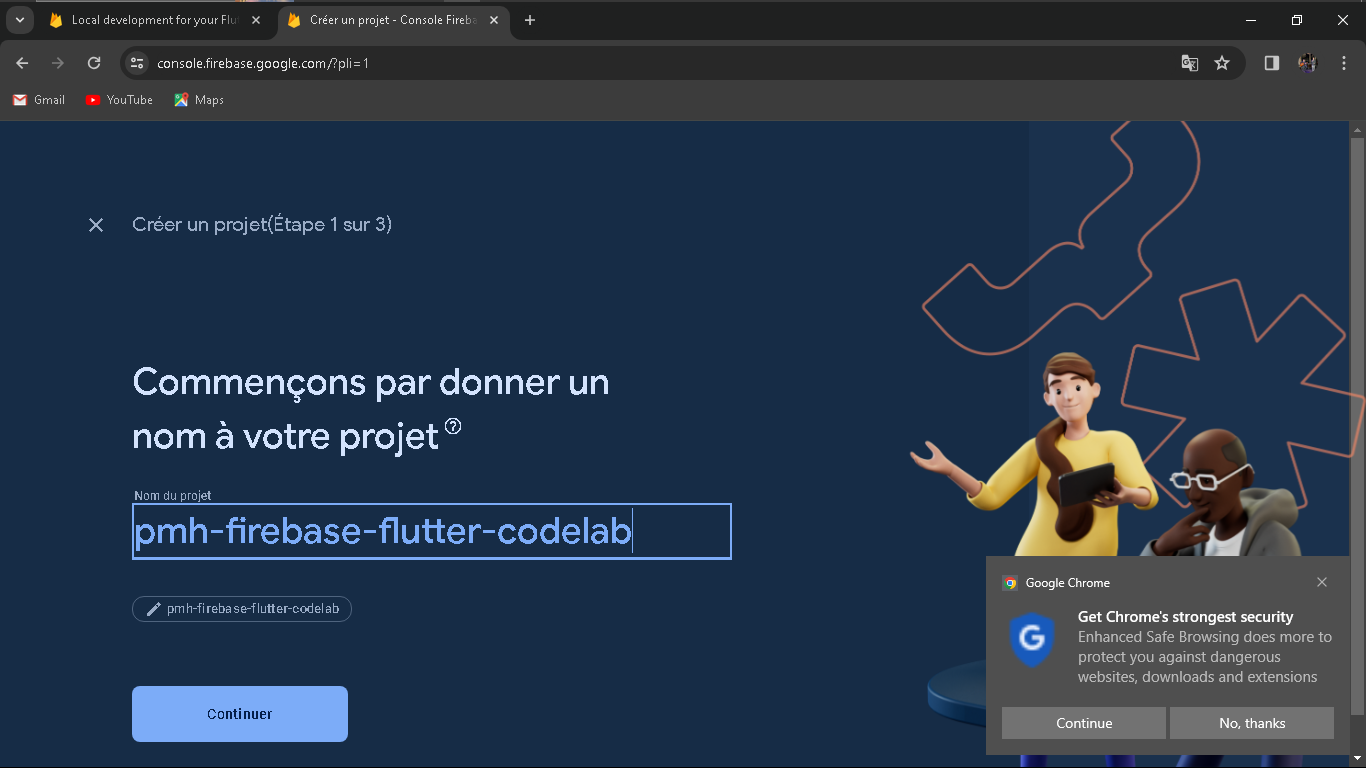 Local development for your Flu
Créer un projet - Console Fireba
console.firebase.google.com/?pli=1
Gmail
YouTube
Maps
Créer un projet(Étape 1 sur 3)
Commençons par donner un
nom à votre projet
Nom du projet
pmh-firebase-flutter-codelab
pmh-firebase-flutter-codelab
Continuer
Google Chrome
Get Chrome's strongest security
Enhanced Safe Browsing does more to
protect you against dangerous
websites, downloads and extensions
Continue
No, thanks